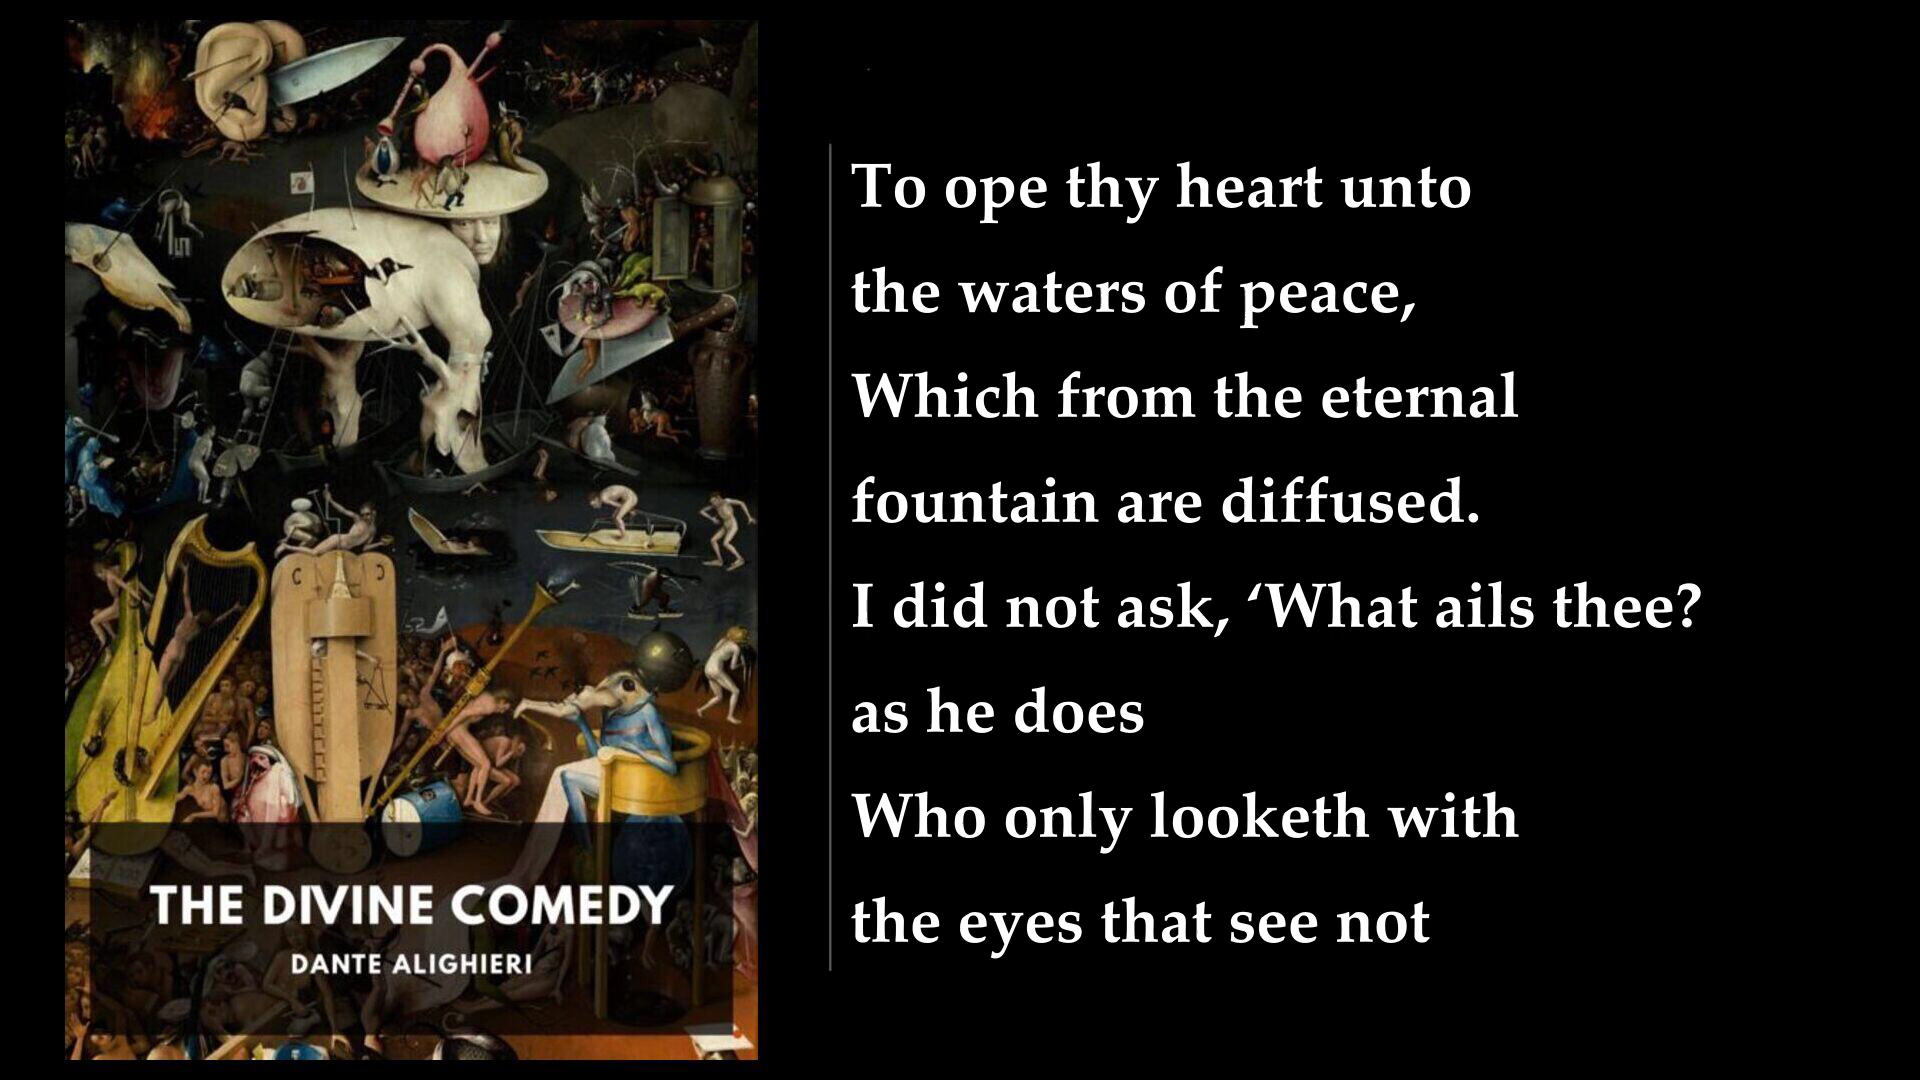 THE DIVINE COMEDY
DANTE ALIGHIERI
To ope thy heart unto
the waters of peace,
Which from the eternal
fountain are diffused.
I did not ask, ‘What ails thee?
as he does
Who only looketh with
the eyes that see not